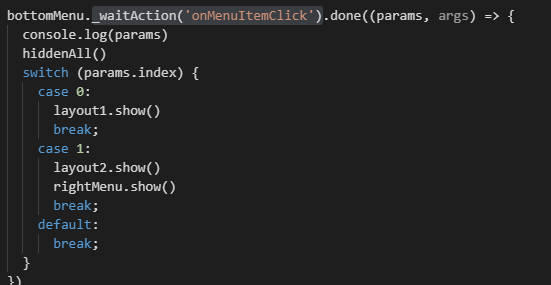 bottomMenu._waitAction('onMenuItemClick').done((params, args) => {
console.log(params)
hiddenAll()
switch (params.index) {
case 0:
layout1.show()
break;
case 1:
layout2.show()
rightMenu.show()
break;
default:
break;
}
})